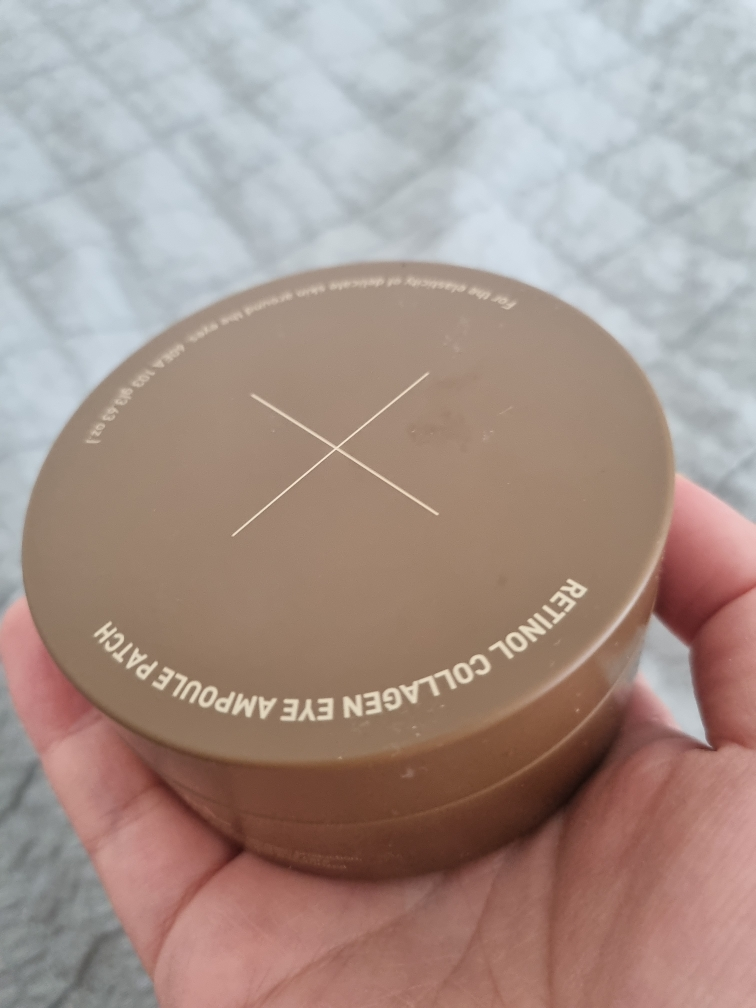 RETINOL COLLAGEN EYE AMPOULE PATCH
For the elasticity of delicate skin around the eyes. 60EA 103 g(3.63 oz.)